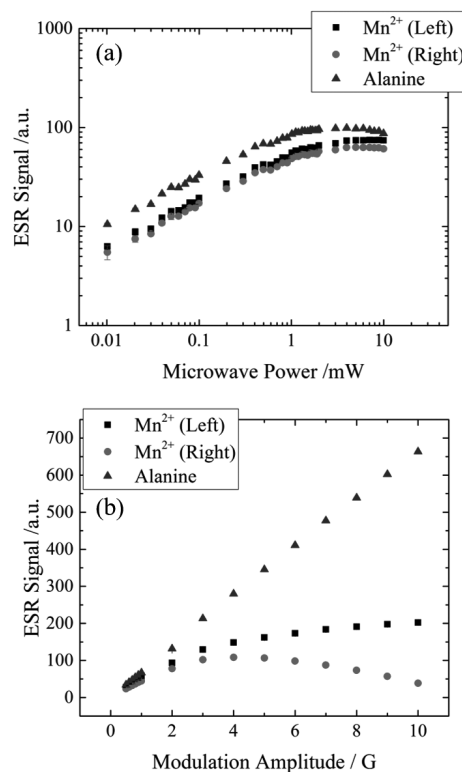 Mn²⁺ (Left)
Mn²⁺ (Right)
Alanine
(a)
1000
100
10
1
ESR Signal /a.u.
0.01 0.1 1 10 100
Microwave Power /mW
Mn²⁺ (Left)
Mn²⁺ (Right)
Alanine
(b)
700
600
500
400
300
200
100
0
ESR Signal /a.u.
0 2 4 6 8 10
Modulation Amplitude / G